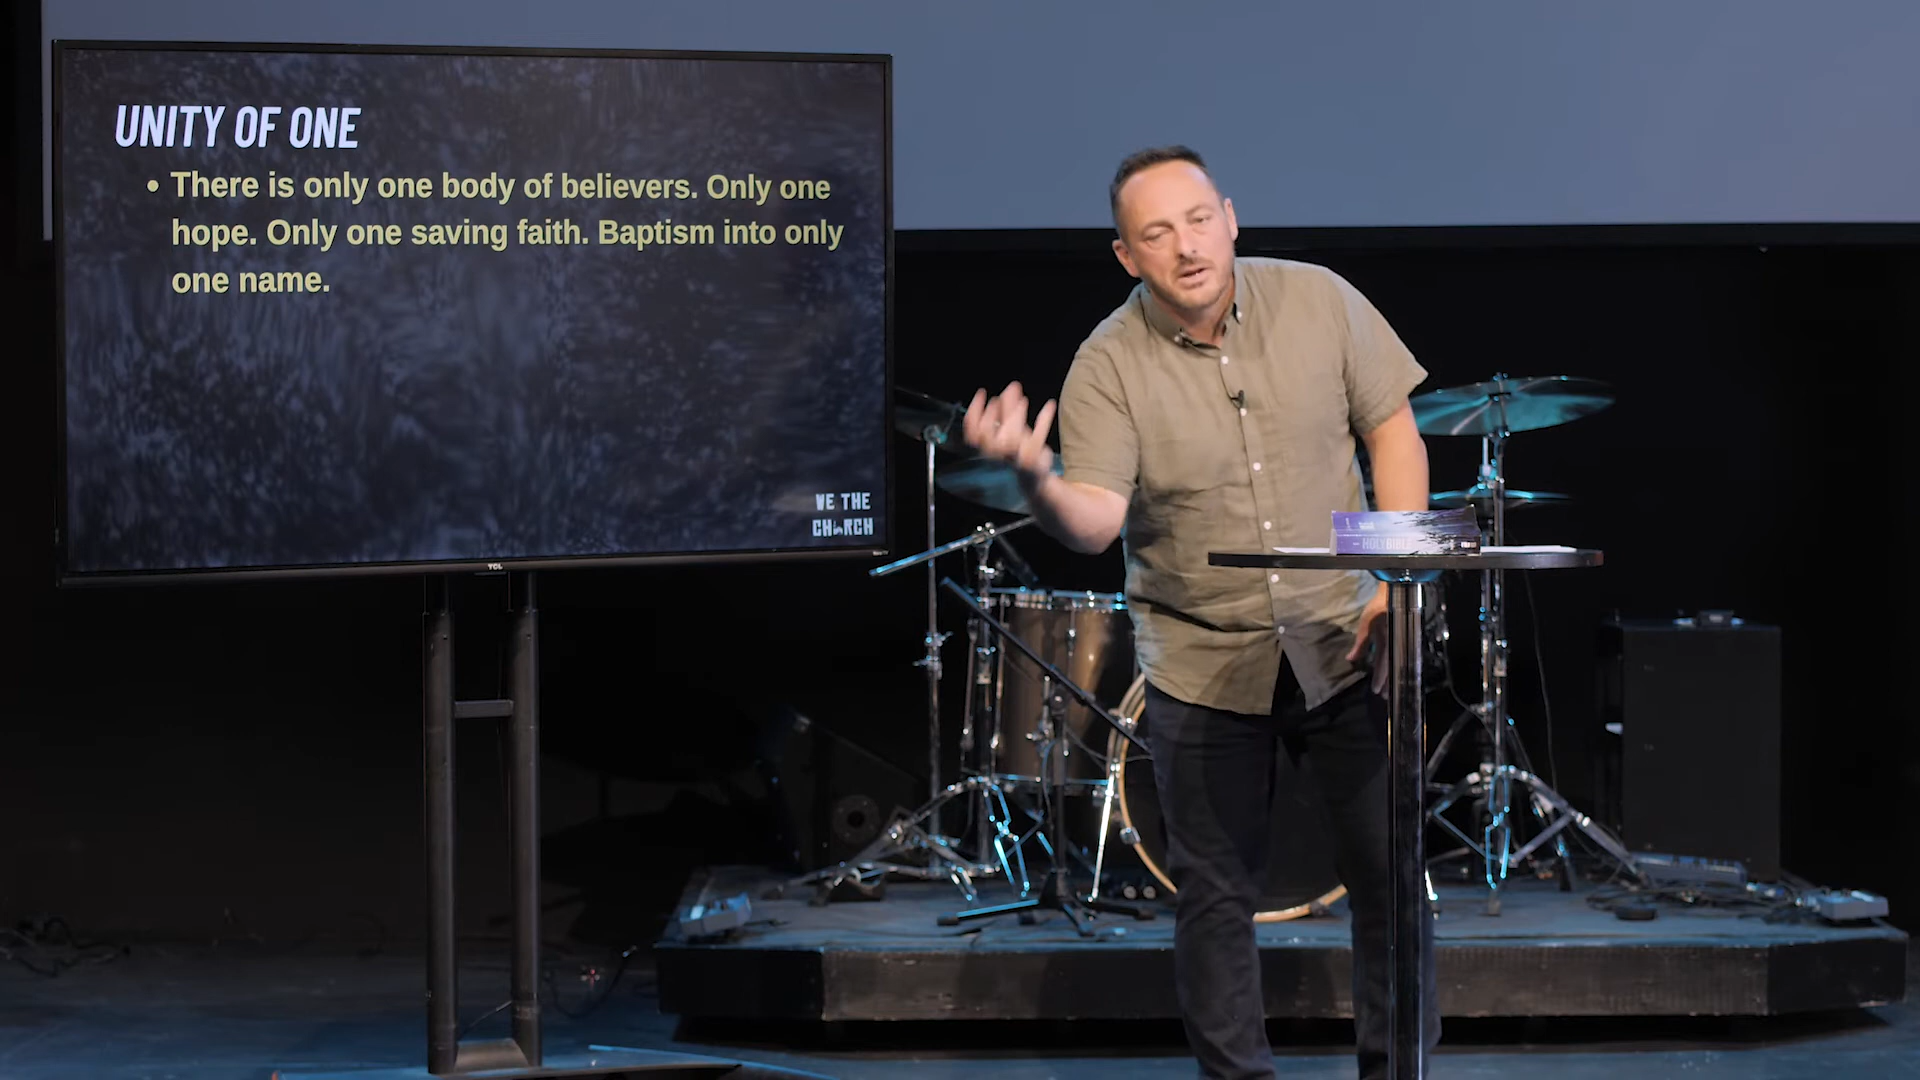 UNITY OF ONE
• There is only one body of believers. Only one
hope. Only one saving faith. Baptism into only
one name.
WE THE
CHURCH
TCL
HOLY BIBLE